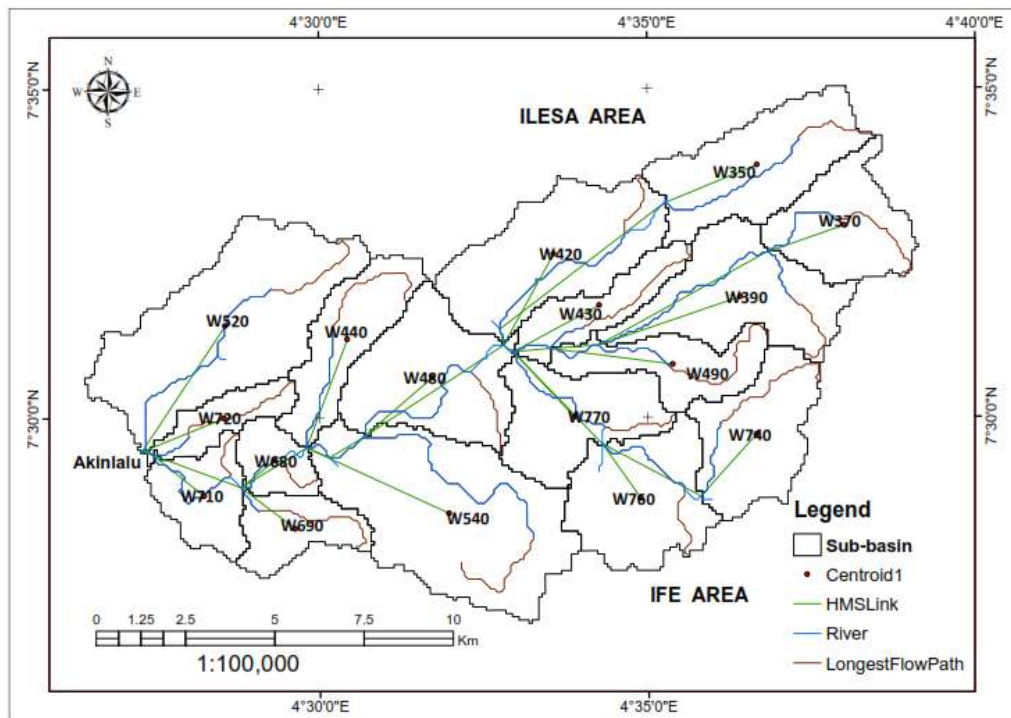 4°30'0"E 4°35'0"E 4°40'0"E
7°35'0"N 7°35'0"N
N
W E
S
ILESA AREA
W350
W370
W420
W390
W430
W520
W440
W490
W480
W770
7°30'0"N 7°30'0"N
W720
W740
Akinlalu
W680
W710
W760
W540
W690
Legend
Sub-basin
Centroid1
HMSLink
River
LongestFlowPath
IFE AREA
0 1.25 2.5 5 7.5 10
Km
1:100,000
4°30'0"E 4°35'0"E 4°40'0"E